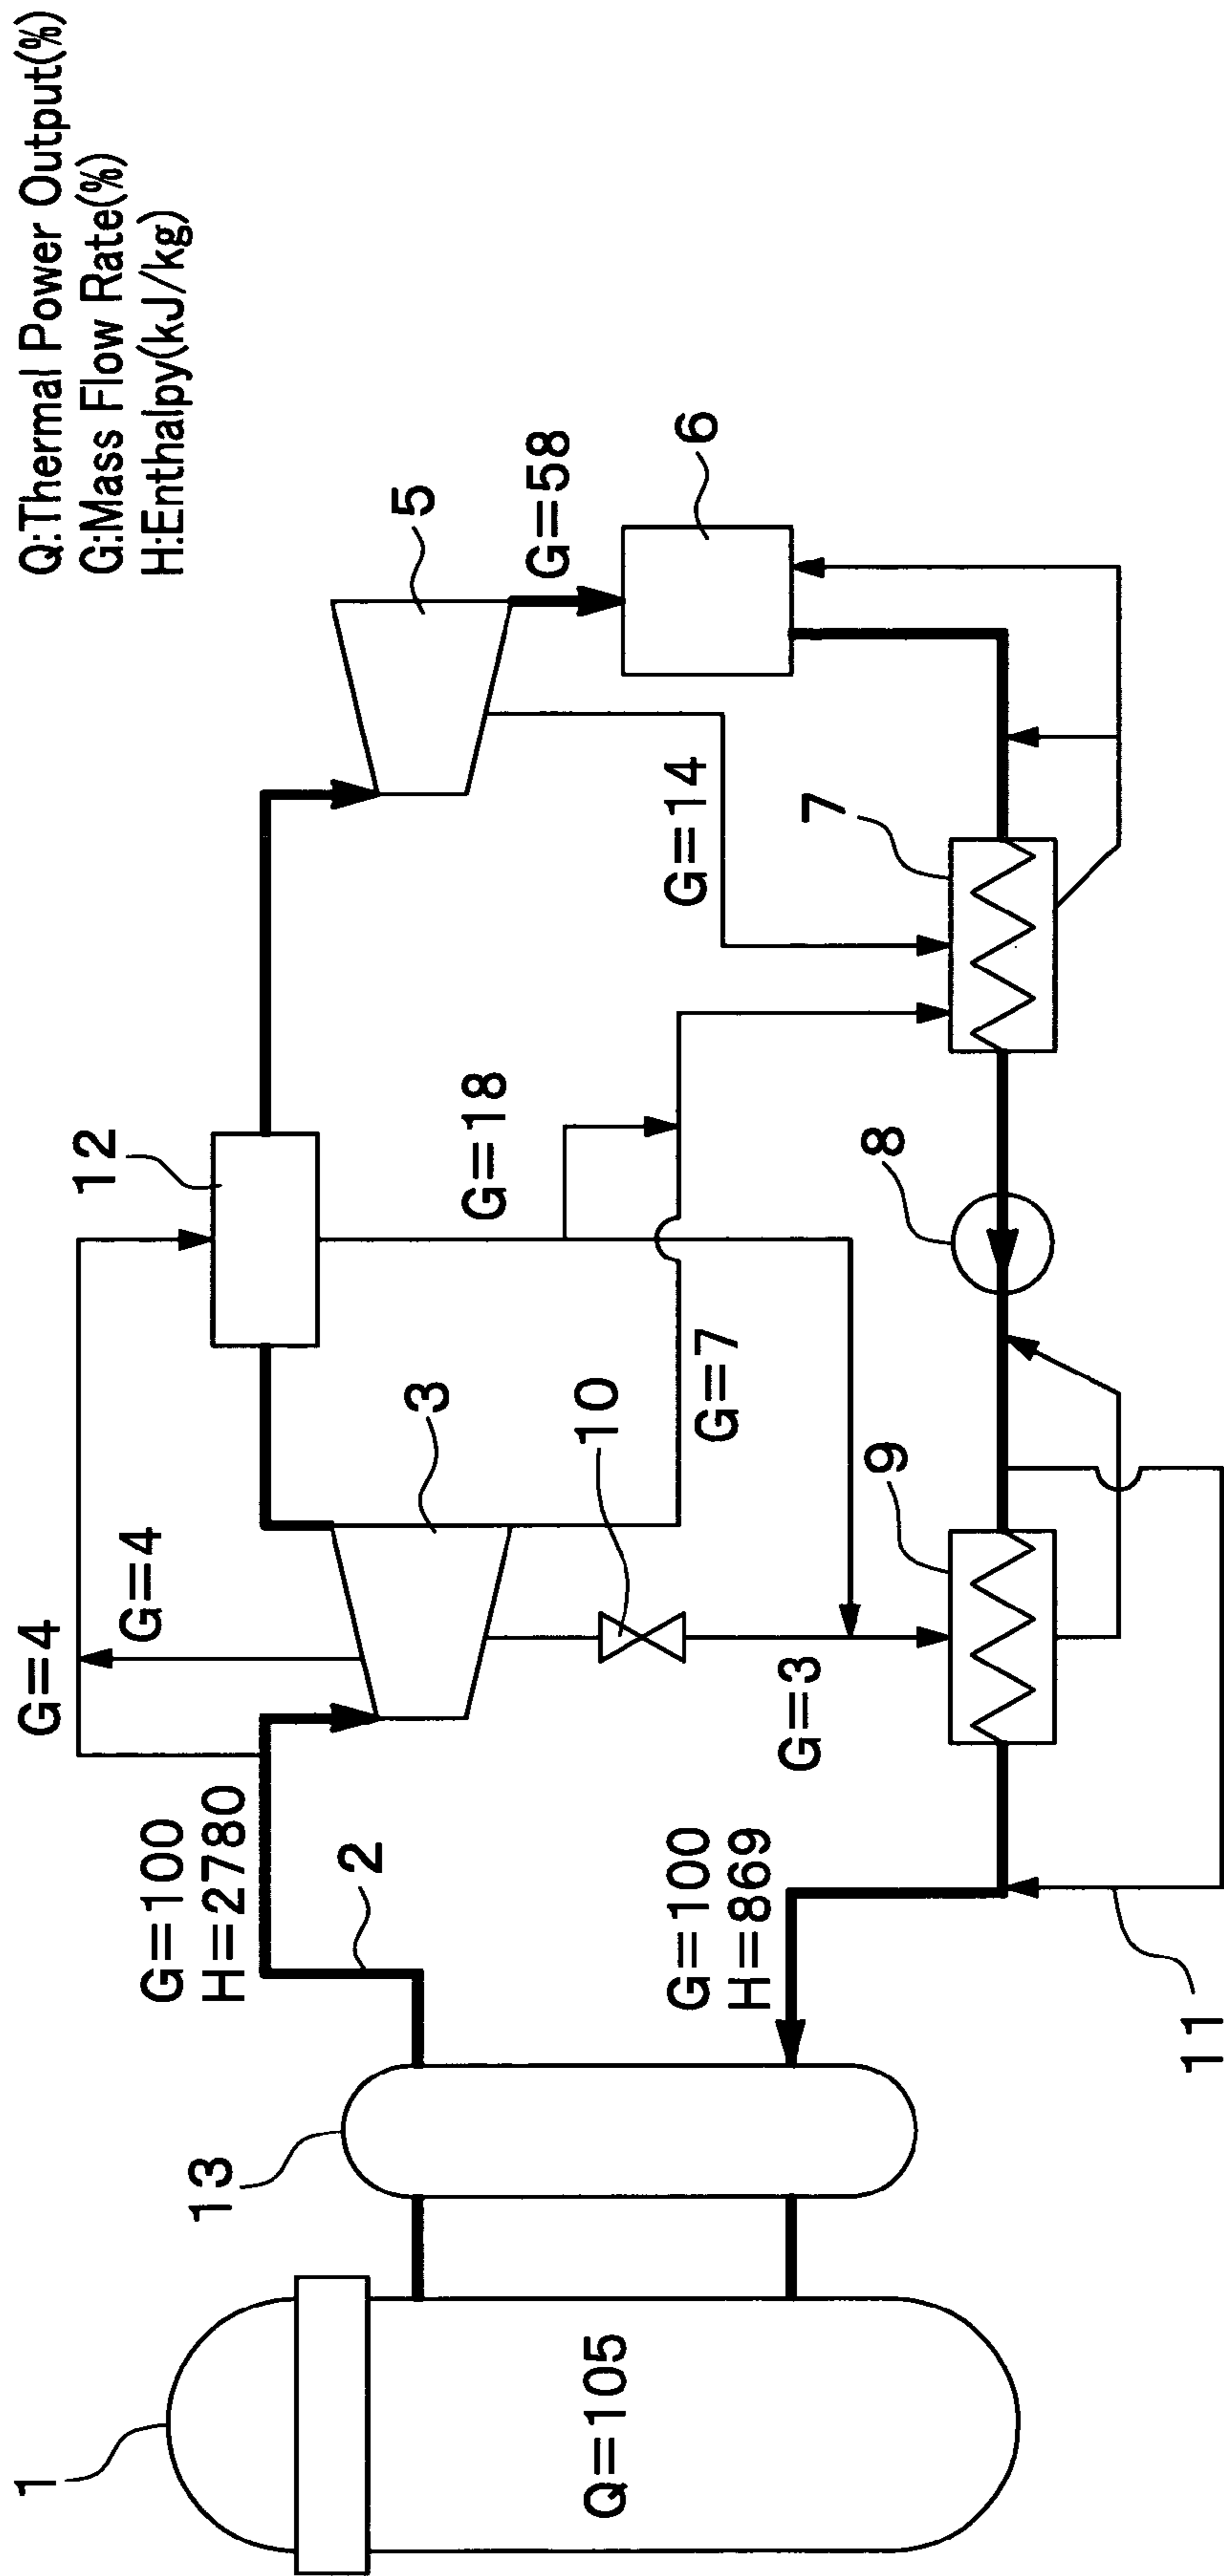 Q:Thermal Power Output(%)
G:Mass Flow Rate(%)
H:Enthalpy(kJ/kg)
G=4
G=4
12
G=100
H=2780
2
3
5
G=58
6
13
1
Q=105
G=18
10
G=7
G=14
G=3
7
8
9
G=100
H=869
11